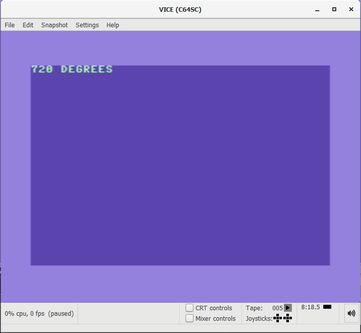 VICE (C64SC)
File Edit Snapshot Settings Help
720 DEGREES
0% cpu, 0 fps (paused)
CRT controls
Mixer controls
Tape: 005
Joysticks:
8:18.5